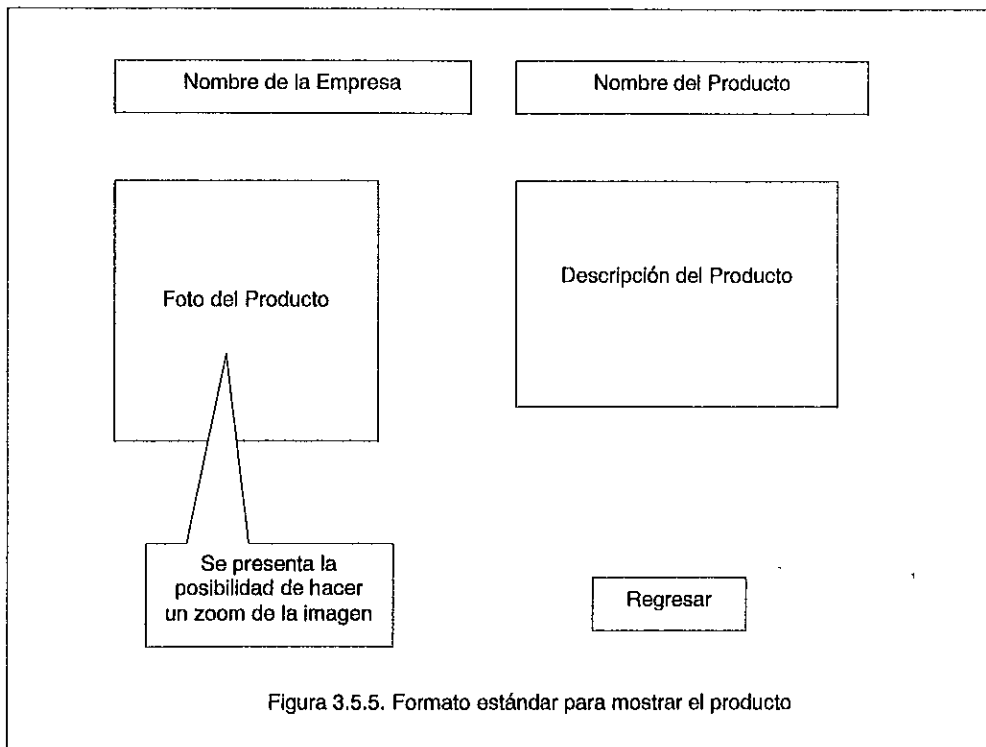 Nombre de la Empresa
Nombre del Producto
Foto del Producto
Descripción del Producto
Se presenta la
posibilidad de hacer
un zoom de la imagen
Regresar
Figura 3.5.5. Formato estándar para mostrar el producto